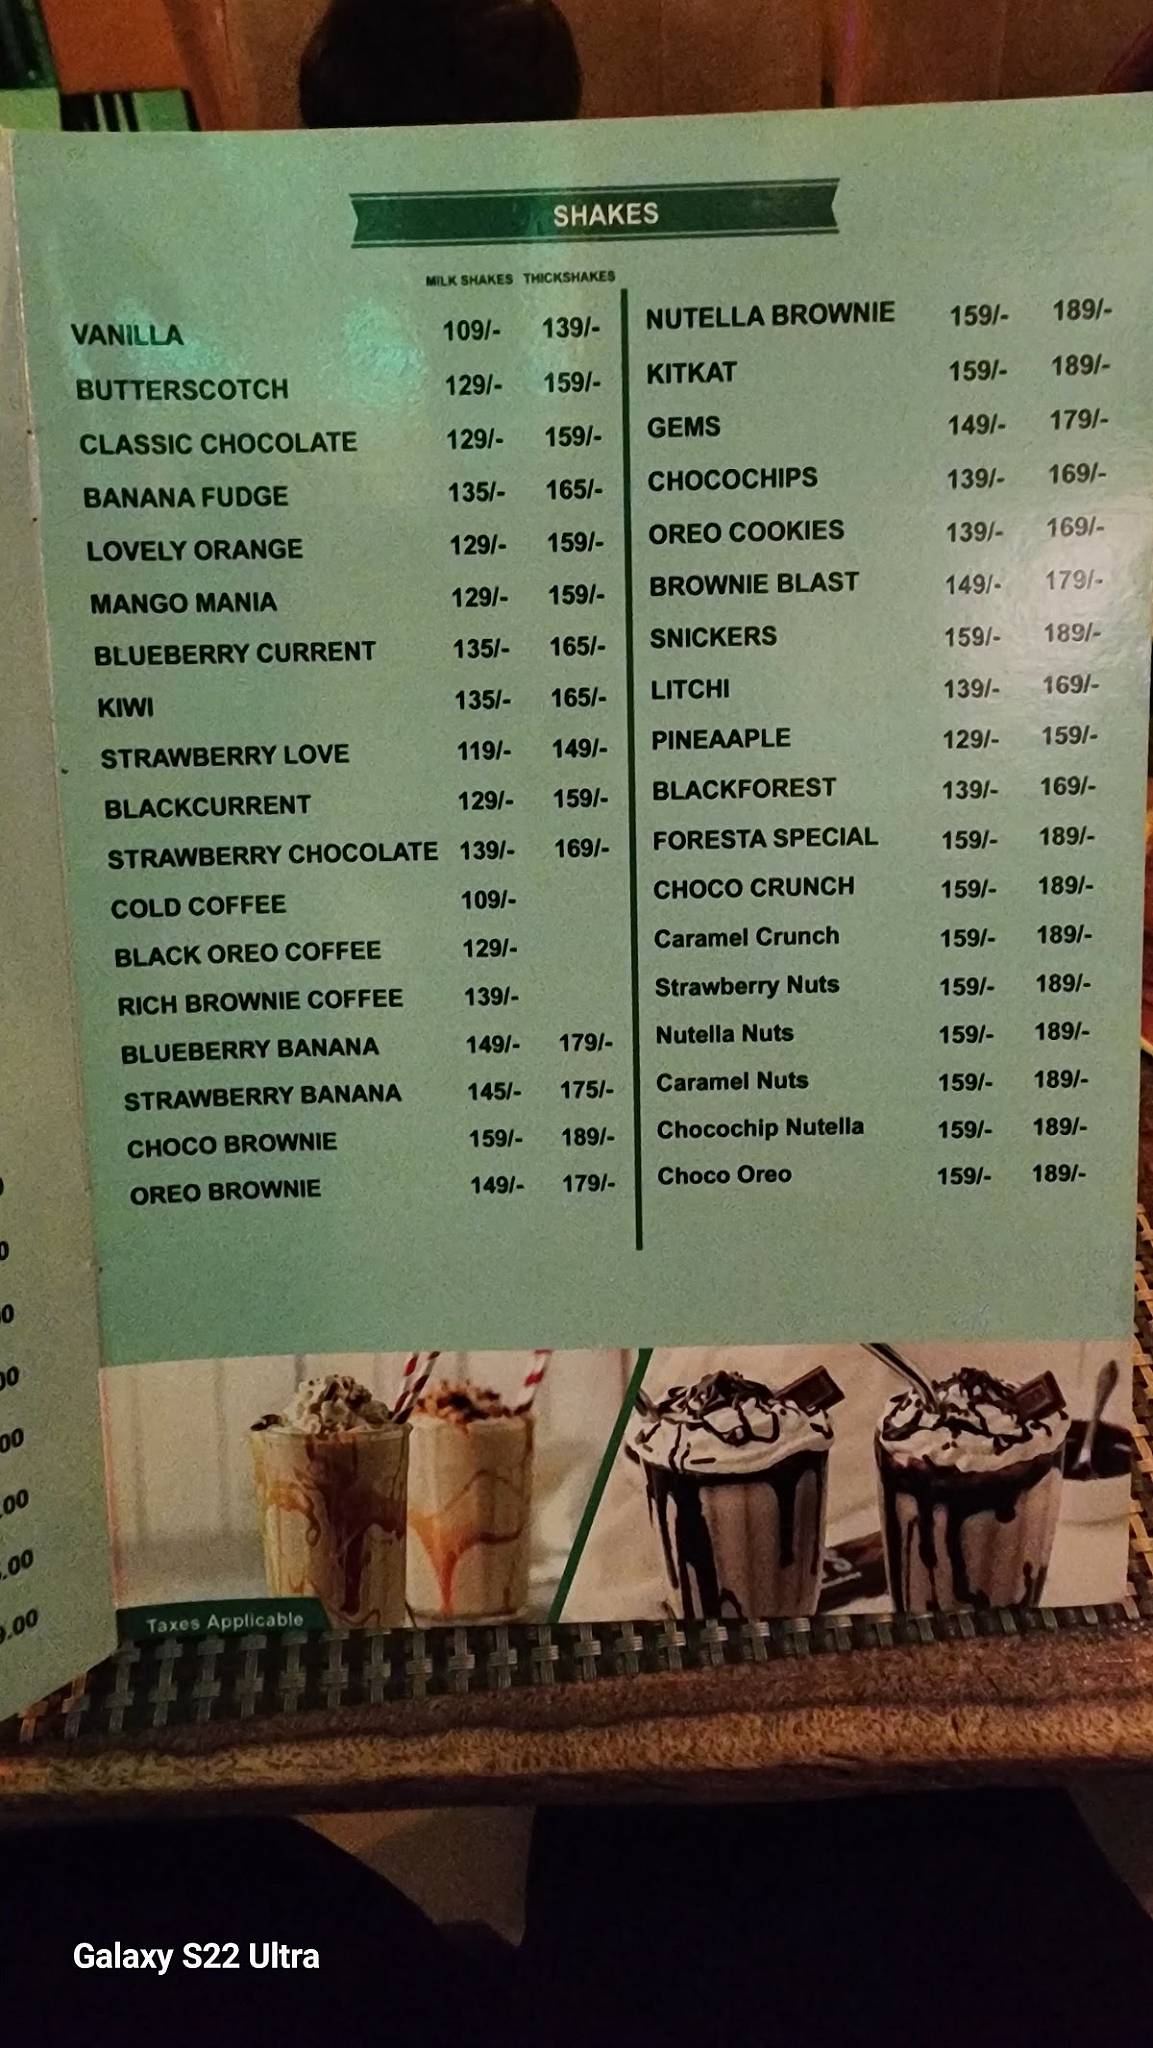 SHAKES
MILK SHAKES THICKSHAKES
VANILLA 109/- 139/-
BUTTERSCOTCH 129/- 159/-
CLASSIC CHOCOLATE 129/- 159/-
BANANA FUDGE 135/- 165/-
LOVELY ORANGE 129/- 159/-
MANGO MANIA 129/- 159/-
BLUEBERRY CURRENT 135/- 165/-
KIWI 135/- 165/-
STRAWBERRY LOVE 119/- 149/-
BLACKCURRENT 129/- 159/-
STRAWBERRY CHOCOLATE 139/- 169/-
COLD COFFEE 109/-
BLACK OREO COFFEE 129/-
RICH BROWNIE COFFEE 139/-
BLUEBERRY BANANA 149/- 179/-
STRAWBERRY BANANA 145/- 175/-
CHOCO BROWNIE 159/- 189/-
OREO BROWNIE 149/- 179/-
NUTELLA BROWNIE 159/- 189/-
KITKAT 159/- 189/-
GEMS 149/- 179/-
CHOCOCHIPS 139/- 169/-
OREO COOKIES 139/- 169/-
BROWNIE BLAST 149/- 179/-
SNICKERS 159/- 189/-
LITCHI 139/- 169/-
PINEAAPLE 129/- 159/-
BLACKFOREST 139/- 169/-
FORESTA SPECIAL 159/- 189/-
CHOCO CRUNCH 159/- 189/-
Caramel Crunch 159/- 189/-
Strawberry Nuts 159/- 189/-
Nutella Nuts 159/- 189/-
Caramel Nuts 159/- 189/-
Chocochip Nutella 159/- 189/-
Choco Oreo 159/- 189/-
Taxes Applicable
Galaxy S22 Ultra